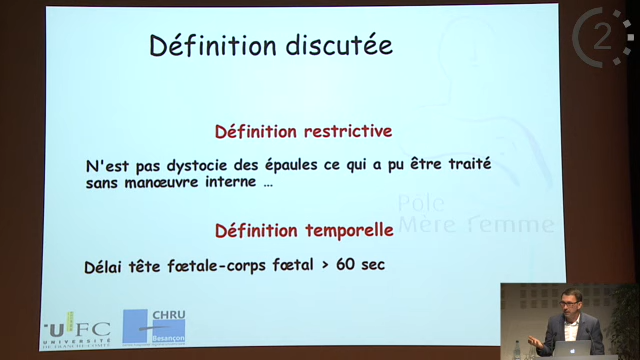 Définition discutée
2
Définition restrictive
N'est pas dystocie des épaules ce qui a pu être traité
sans manœuvre interne ...
Pôle
Mère Femme
Définition temporelle
Délai tête fœtale-corps fœtal > 60 sec
UFC
UNIVERSITÉ
DE FRANCHE-COMTÉ
CHRU
Besançon